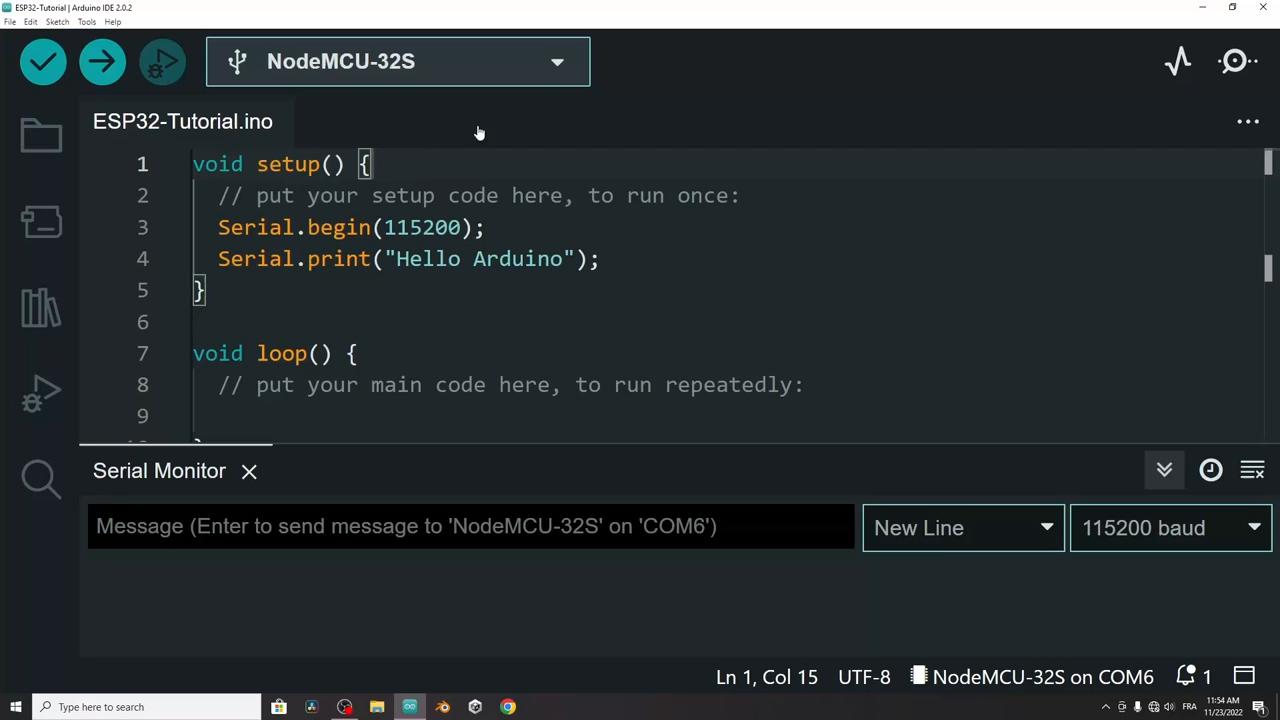 ESP32-Tutorial | Arduino IDE 2.0.2
File Edit Sketch Tools Help
NodeMCU-32S
ESP32-Tutorial.ino
1 void setup() {
2 // put your setup code here, to run once:
3 Serial.begin(115200);
4 Serial.print("Hello Arduino");
5 }
6
7 void loop() {
8 // put your main code here, to run repeatedly:
9
Serial Monitor
Message (Enter to send message to 'NodeMCU-32S' on 'COM6')
New Line
115200 baud
Ln 1, Col 15 UTF-8 NodeMCU-32S on COM6 1
Type here to search
FRA
11:54 AM
11/23/2022